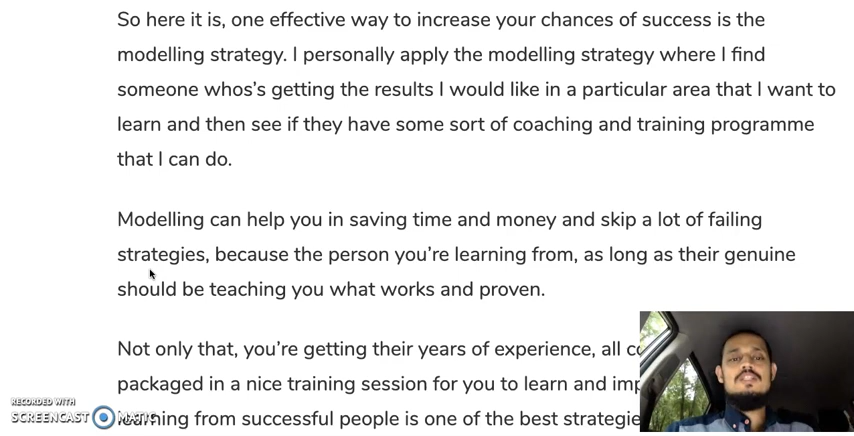 So here it is, one effective way to increase your chances of success is the
modelling strategy. I personally apply the modelling strategy where I find
someone whos's getting the results I would like in a particular area that I want to
learn and then see if they have some sort of coaching and training programme
that I can do.
Modelling can help you in saving time and money and skip a lot of failing
strategies, because the person you're learning from, as long as their genuine
should be teaching you what works and proven.
Not only that, you're getting their years of experience, all
packaged in a nice training session for you to learn and
learning from successful people is one of the best
RECORDED WITH
SCREENCAST MATIC